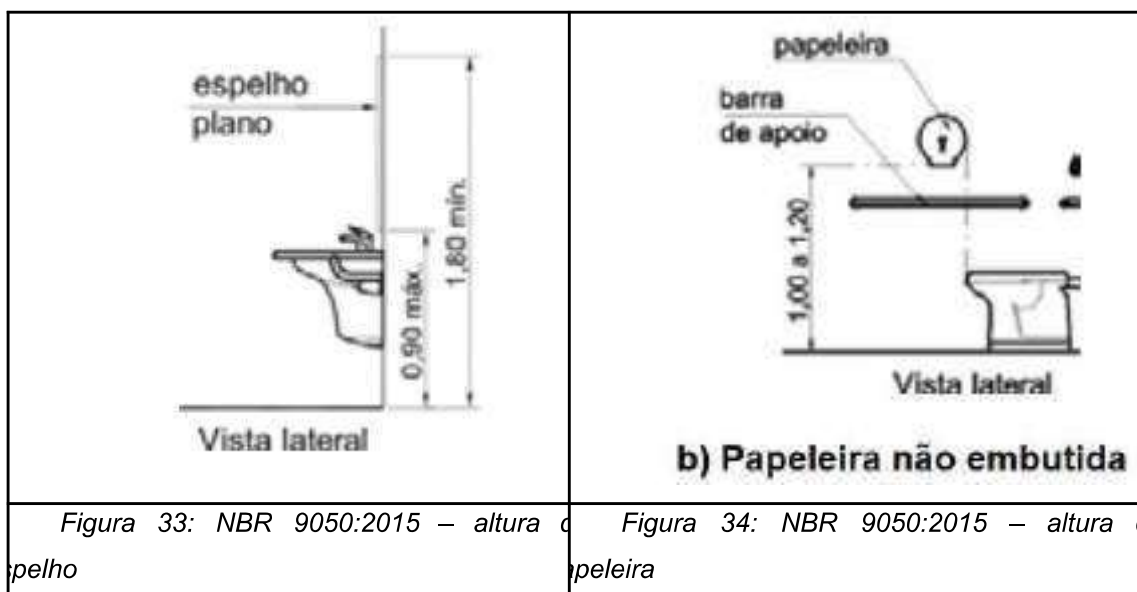 espelho
plano
1,80 mín.
0,90 máx.
Vista lateral
papeleira
barra
de apoio
1,00 a 1,20
Vista lateral
b) Papeleira não embutida
Figura 33: NBR 9050:2015 – altura
spelho
Figura 34: NBR 9050:2015 – altura
peleira